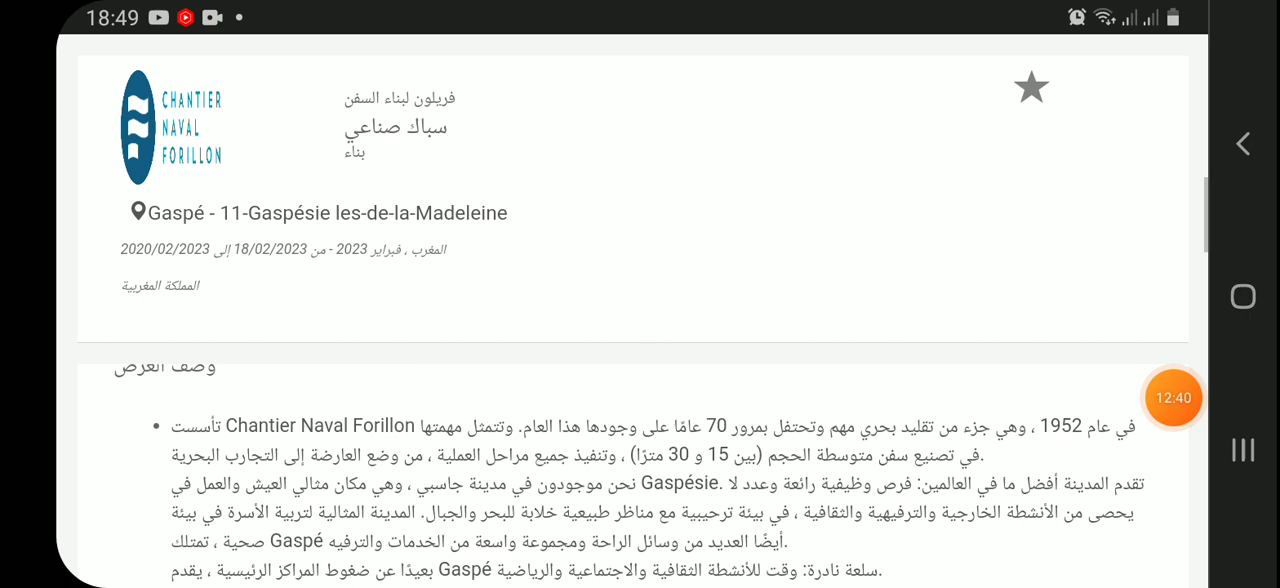 18:49
CHANTIER
NAVAL
FORILLON
فريلون لبناء السفن
سباك صناعي
بناء
Gaspé - 11-Gaspésie les-de-la-Madeleine
المغرب ، فبراير 2023 - من 18/02/2023 إلى 2020/02/2023
المملكة المغربية
وصف العرض
12:40
• تأسست Chantier Naval Forillon في عام 1952 ، وهي جزء من تقليد بحري مهم وتحتفل بمرور 70 عامًا على وجودها هذا العام. وتتمثل مهمتها
في تصنيع سفن متوسطة الحجم (بين 15 و 30 مترًا) ، وتنفيذ جميع مراحل العملية ، من وضع العارضة إلى التجارب البحرية.
نحن موجودون في مدينة جاسبي ، وهي مكان مثالي العيش والعمل في Gaspésie. تقدم المدينة أفضل ما في العالمين: فرص وظيفية رائعة وعدد لا
يحصى من الأنشطة الخارجية والترفيهية والثقافية ، في بيئة ترحيبية مع مناظر طبيعية خلابة للبحر والجبال. المدينة المثالية لتربية الأسرة في بيئة
صحية ، تمتلك Gaspé أيضًا العديد من وسائل الراحة ومجموعة واسعة من الخدمات والترفيه.
بعيدًا عن ضغوط المراكز الرئيسية ، يقدم Gaspé سلعة نادرة: وقت للأنشطة الثقافية والاجتماعية والرياضية.